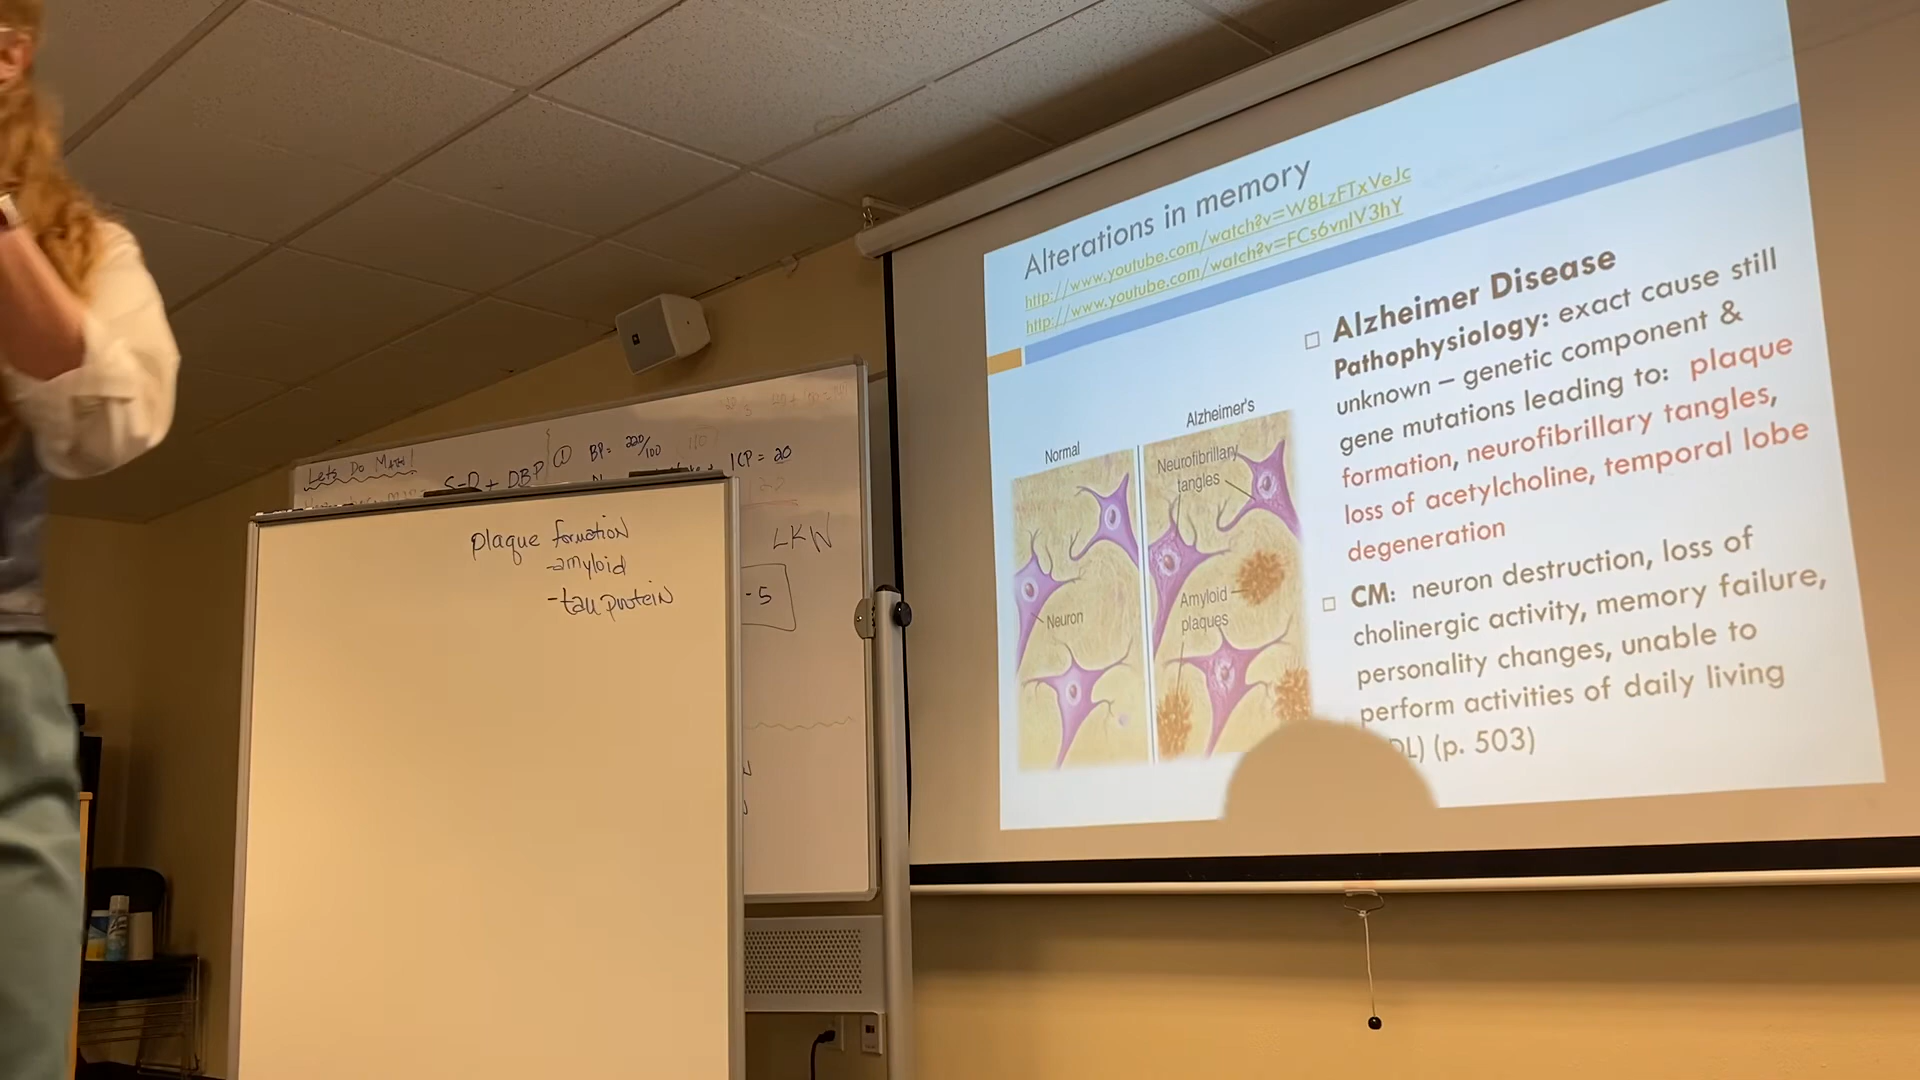 Let's Do Math!
S-D + DBP
① BP= 220/100
ICP = 20
LKW
- 5
plaque formation
-amyloid
-tau protein
Alterations in memory
http://www.youtube.com/watch?v=W8LzFTxVeJc
http://www.youtube.com/watch?v=FCs6vnIV3hY
Normal
Neuron
Alzheimer's
Neurofibrillary
tangles
Amyloid
plaques
Alzheimer Disease
Pathophysiology: exact cause still
unknown – genetic component &
gene mutations leading to: plaque
formation, neurofibrillary tangles,
loss of acetylcholine, temporal lobe
degeneration
CM: neuron destruction, loss of
cholinergic activity, memory failure,
personality changes, unable to
perform activities of daily living
DL) (p. 503)